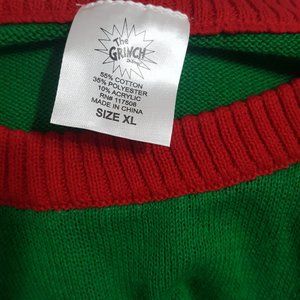 The
GRINCH
55% COTTON
35% POLYESTER
10% ACRYLIC
RN# 117508
MADE IN CHINA
SIZE XL